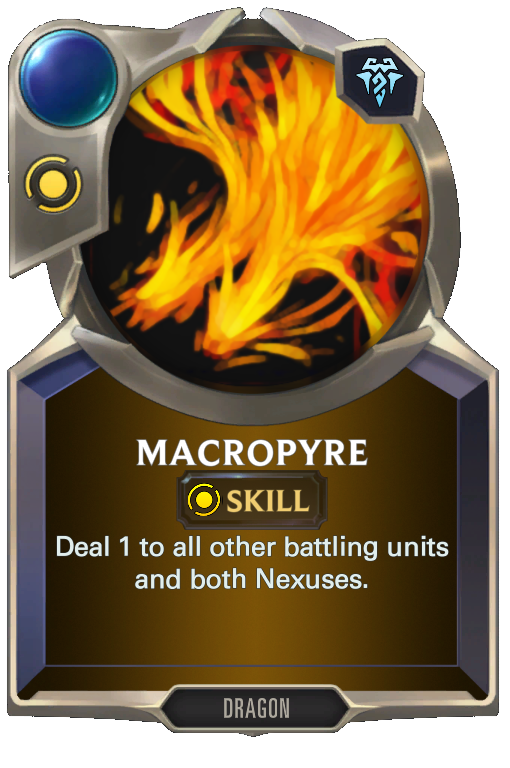 MACROPYRE
SKILL
Deal 1 to all other battling units
and both Nexuses.
DRAGON